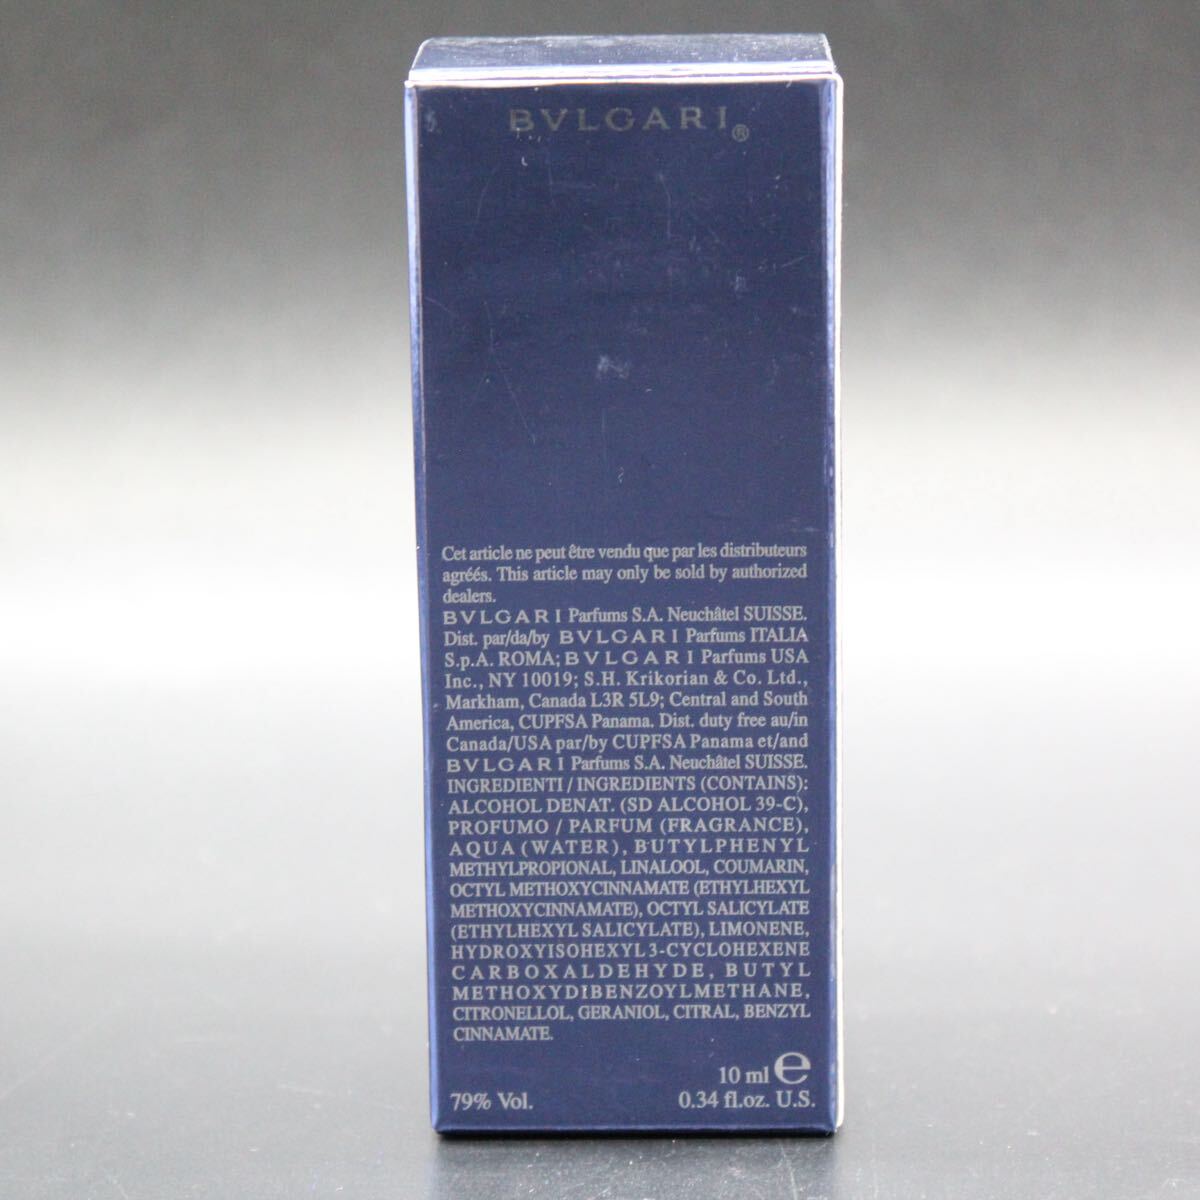 BVLGARI®
Cet article ne peut être vendu que par les distributeurs
agréés. This article may only be sold by authorized
dealers.
BVLGARI Parfums S.A. Neuchâtel SUISSE.
Dist. par/da/by BVLGARI Parfums ITALIA
S.p.A. ROMA; BVLGARI Parfums USA
Inc., NY 10019; S.H. Krikorian & Co. Ltd.,
Markham, Canada L3R 5L9; Central and South
America, CUPFSA Panama. Dist. duty free au/in
Canada/USA par/by CUPFSA Panama et/and
BVLGARI Parfums S.A. Neuchâtel SUISSE.
INGREDIENTI / INGREDIENTS (CONTAINS):
ALCOHOL DENAT. (SD ALCOHOL 39-C),
PROFUMO / PARFUM (FRAGRANCE),
AQUA (WATER), BUTYLPHENYL
METHYLPROPIONAL, LINALOOL, COUMARIN,
OCTYL METHOXYCINNAMATE (ETHYLHEXYL
METHOXYCINNAMATE), OCTYL SALICYLATE
(ETHYLHEXYL SALICYLATE), LIMONENE,
HYDROXYISOHEXYL 3-CYCLOHEXENE
CARBOXALDEHYDE, BUTYL
METHOXYDIBENZOYLMETHANE,
CITRONELLOL, GERANIOL, CITRAL, BENZYL
CINNAMATE.
10 ml ℮
79% Vol. 0.34 fl.oz. U.S.